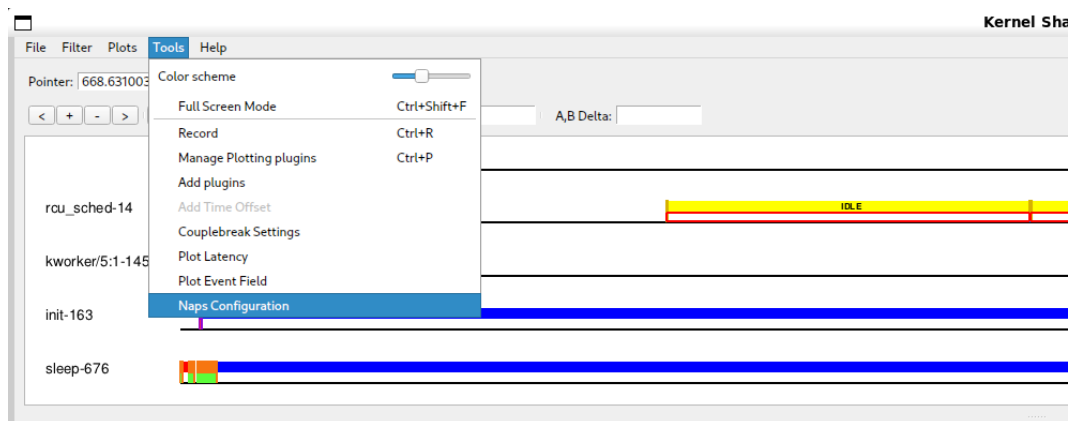 Kernel Sha
File Filter Plots Tools Help
Pointer: 668.631003
Color scheme
< + - > A,B Delta:
Full Screen Mode Ctrl+Shift+F
Record Ctrl+R
Manage Plotting plugins Ctrl+P
Add plugins
Add Time Offset
Couplebreak Settings
Plot Latency
Plot Event Field
Naps Configuration
rcu_sched-14
IDLE
kworker/5:1-145
init-163
sleep-676